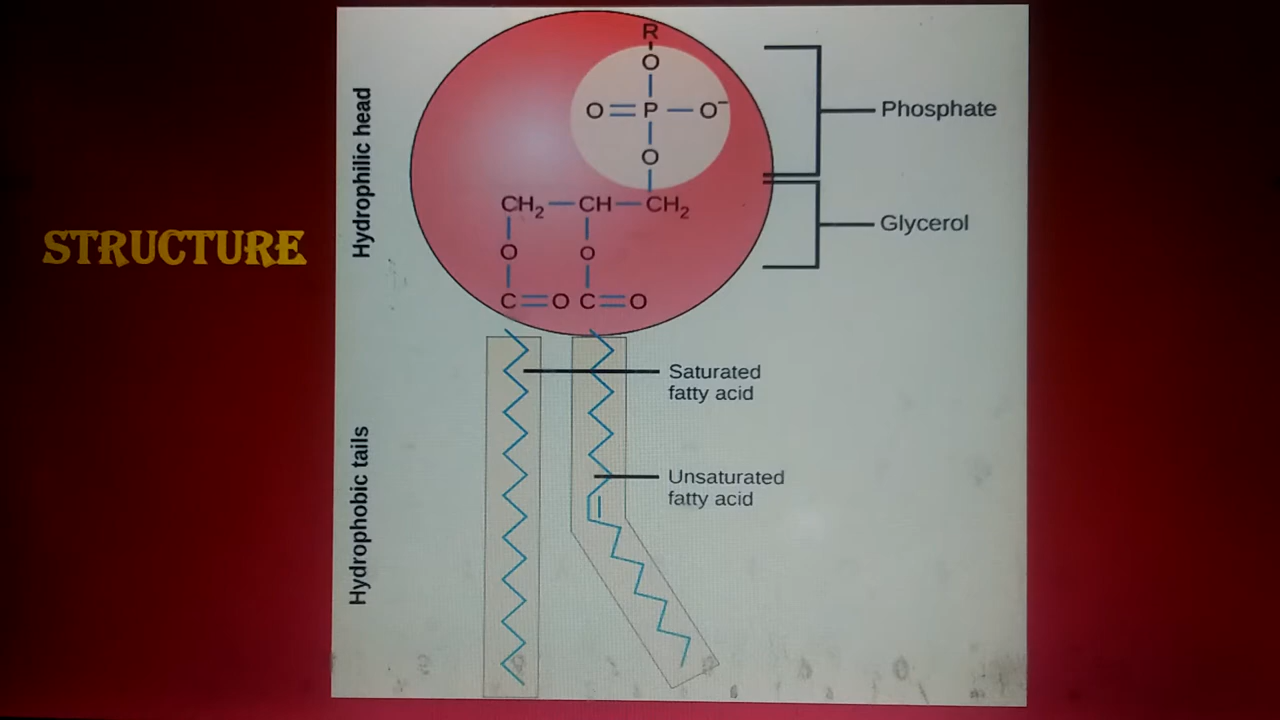 STRUCTURE
Hydrophilic head
Hydrophobic tails
R
O
O=P—O⁻
O
CH₂—CH—CH₂
O O
C=O C=O
Phosphate
Glycerol
Saturated
fatty acid
Unsaturated
fatty acid